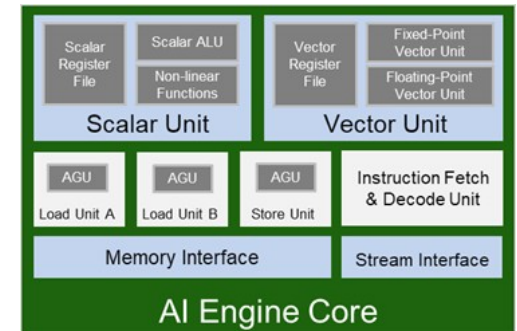 Scalar
Register
File
Scalar ALU
Non-linear
Functions
Scalar Unit
Vector
Register
File
Fixed-Point
Vector Unit
Floating-Point
Vector Unit
Vector Unit
AGU
Load Unit A
AGU
Load Unit B
AGU
Store Unit
Instruction Fetch
& Decode Unit
Memory Interface
Stream Interface
AI Engine Core